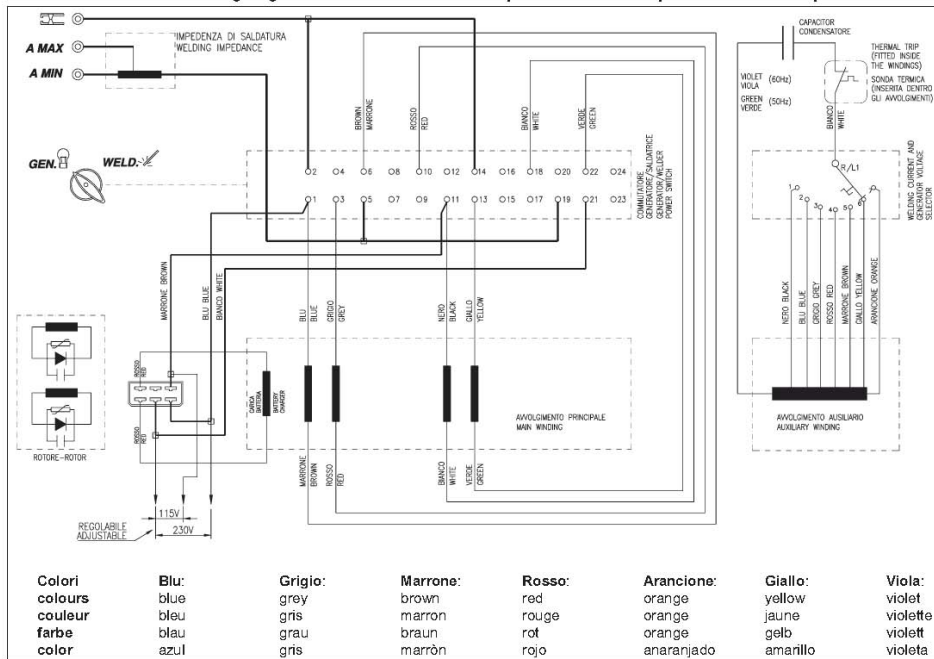 A MAX
A MIN
IMPEDENZA DI SALDATURA
WELDING IMPEDANCE
GEN.
WELD.
BROWN
MARRONE
ROSSO
RED
BIANCO
WHITE
VERDE
GREEN
2 4 6 8 10 12 14 16 18 20 22 24
1 3 5 7 9 11 13 15 17 19 21 23
COMMUTATORE
GENERATORE/SALDATRICE
GENERATOR/WELDER
POWER SWITCH
MARRONE BROWN
BLU BLUE
BIANCO WHITE
BLU
BLUE
GRIGIO
GREY
NERO
BLACK
GIALLO
YELLOW
ROSSO
RED
ROSSO
RED
CARICA
BATTERIA
BATTERY
CHARGER
AVVOLGIMENTO PRINCIPALE
MAIN WINDING
MARRONE
BROWN
ROSSO
RED
BIANCO
WHITE
VERDE
GREEN
ROTORE-ROTOR
115V
230V
REGOLABILE
ADJUSTABLE
CAPACITOR
CONDENSATORE
VIOLET
VIOLA
(60Hz)
GREEN
VERDE
(50Hz)
THERMAL TRIP
(FITTED INSIDE
THE WINDINGS)
SONDA TERMICA
(INSERITA DENTRO
GLI AVVOLGIMENTI)
BIANCO
WHITE
R/L1
1 2 3 4 5 6 7
WELDING CURRENT AND
GENERATOR VOLTAGE
SELECTOR
NERO BLACK
BLU BLUE
GRIGIO GREY
ROSSO RED
MARRONE BROWN
GIALLO YELLOW
ARANCIONE ORANGE
AVVOLGIMENTO AUSILIARIO
AUXILIARY WINDING
Colori Blu: Grigio: Marrone: Rosso: Arancione: Giallo: Viola:
colours blue grey brown red orange yellow violet
couleur bleu gris marron rouge orange jaune violette
farbe blau grau braun rot orange gelb violett
color azul gris marròn rojo anaranjado amarillo violeta